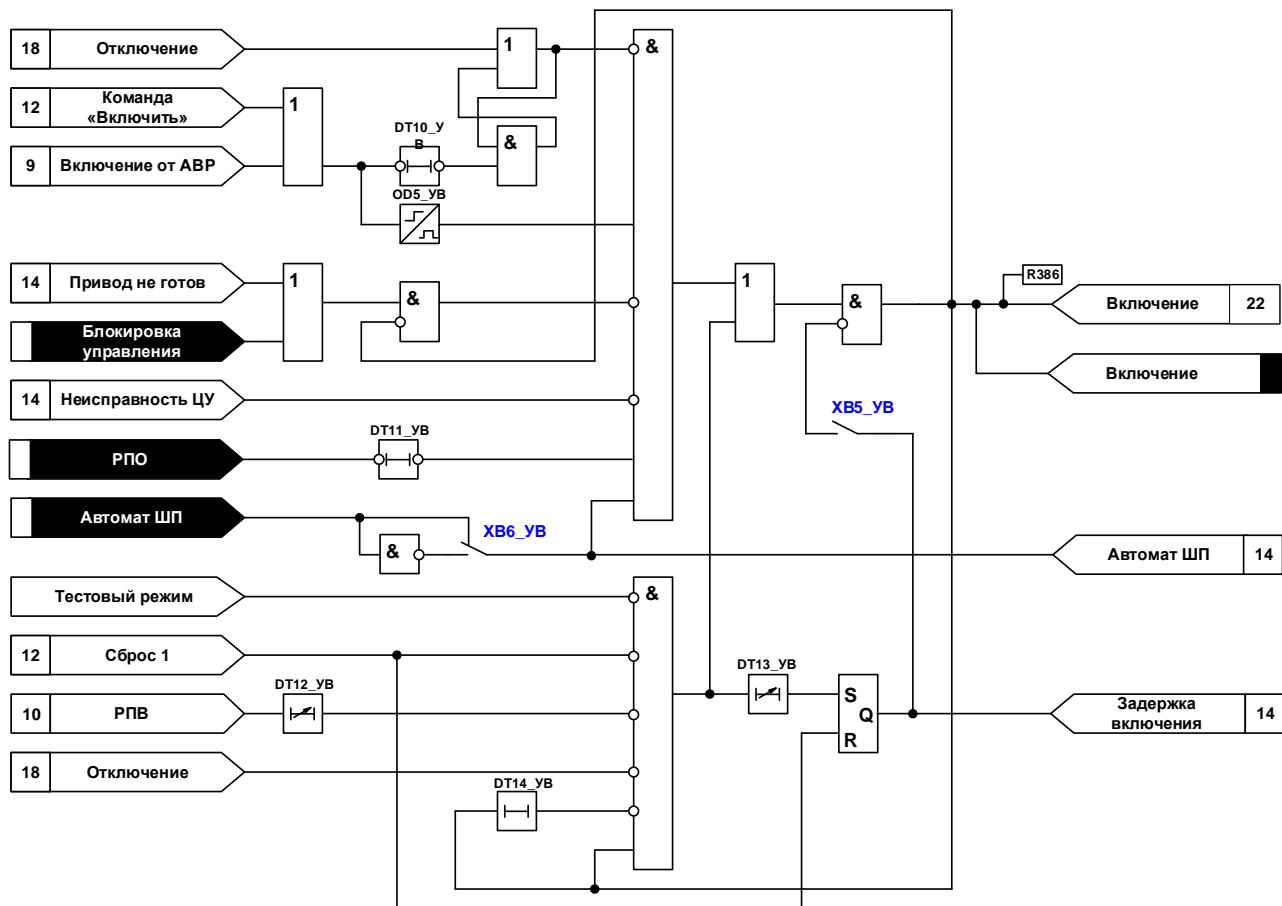 18 Отключение
1
&
12 Команда
«Включить»
1
DT10_У
В
&
9 Включение от АВР
OD5_УВ
14 Привод не готов
1
&
1
&
R386
Включение 22
Блокировка
управления
Включение
14 Неисправность ЦУ
XB5_УВ
DT11_УВ
РПО
Автомат ШП
XB6_УВ
&
Автомат ШП 14
Тестовый режим
&
12 Сброс 1
DT12_УВ
DT13_УВ
10 РПВ
S
Q
R
Задержка
включения 14
18 Отключение
DT14_УВ